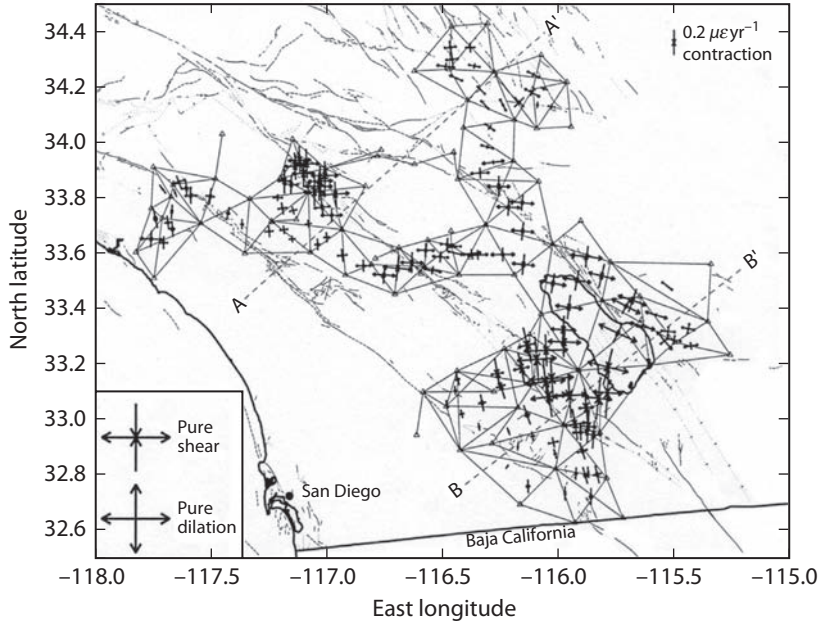 34.4
34.2
34.0
33.8
33.6
33.4
33.2
33.0
32.8
32.6
North latitude
A'
0.2 µεyr⁻¹
contraction
A
B'
B
Pure
shear
Pure
dilation
San Diego
Baja California
−118.0 −117.5 −117.0 −116.5 −116.0 −115.5 −115.0
East longitude